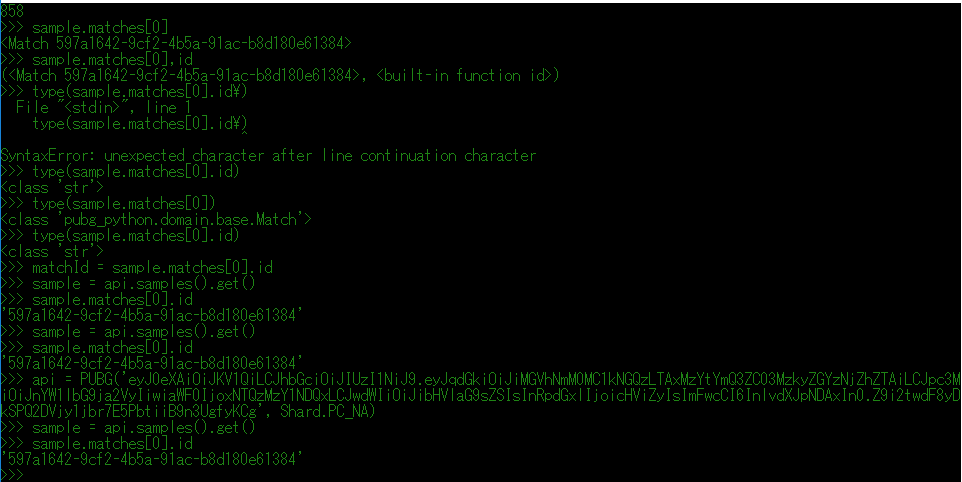 858
>>> sample.matches[0]
<Match 597a1642-9cf2-4b5a-91ac-b8d180e61384>
>>> sample.matches[0],id
(<Match 597a1642-9cf2-4b5a-91ac-b8d180e61384>, <built-in function id>)
>>> type(sample.matches[0].id¥)
  File "<stdin>", line 1
    type(sample.matches[0].id¥)
                              ^
SyntaxError: unexpected character after line continuation character
>>> type(sample.matches[0].id)
<class 'str'>
>>> type(sample.matches[0])
<class 'pubg_python.domain.base.Match'>
>>> type(sample.matches[0].id)
<class 'str'>
>>> matchId = sample.matches[0].id
>>> sample = api.samples().get()
>>> sample.matches[0].id
'597a1642-9cf2-4b5a-91ac-b8d180e61384'
>>> sample = api.samples().get()
>>> sample.matches[0].id
'597a1642-9cf2-4b5a-91ac-b8d180e61384'
>>> api = PUBG('
', Shard.PC_NA)
>>> sample = api.samples().get()
>>> sample.matches[0].id
'597a1642-9cf2-4b5a-91ac-b8d180e61384'
>>>